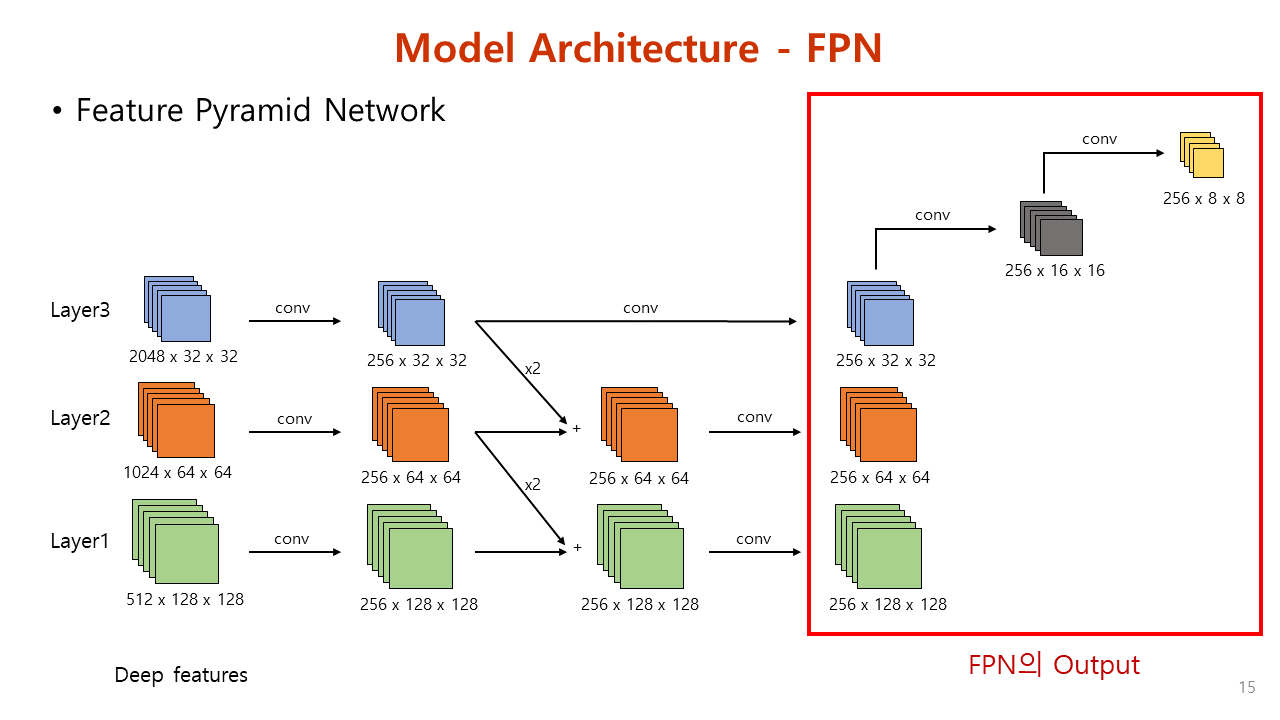 Model Architecture - FPN
• Feature Pyramid Network
conv
256 x 8 x 8
conv
256 x 16 x 16
Layer3
conv
conv
2048 x 32 x 32
256 x 32 x 32
256 x 32 x 32
x2
Layer2
conv
+
conv
1024 x 64 x 64
256 x 64 x 64
256 x 64 x 64
256 x 64 x 64
x2
Layer1
conv
+
conv
512 x 128 x 128
256 x 128 x 128
256 x 128 x 128
256 x 128 x 128
Deep features
FPN의 Output
15